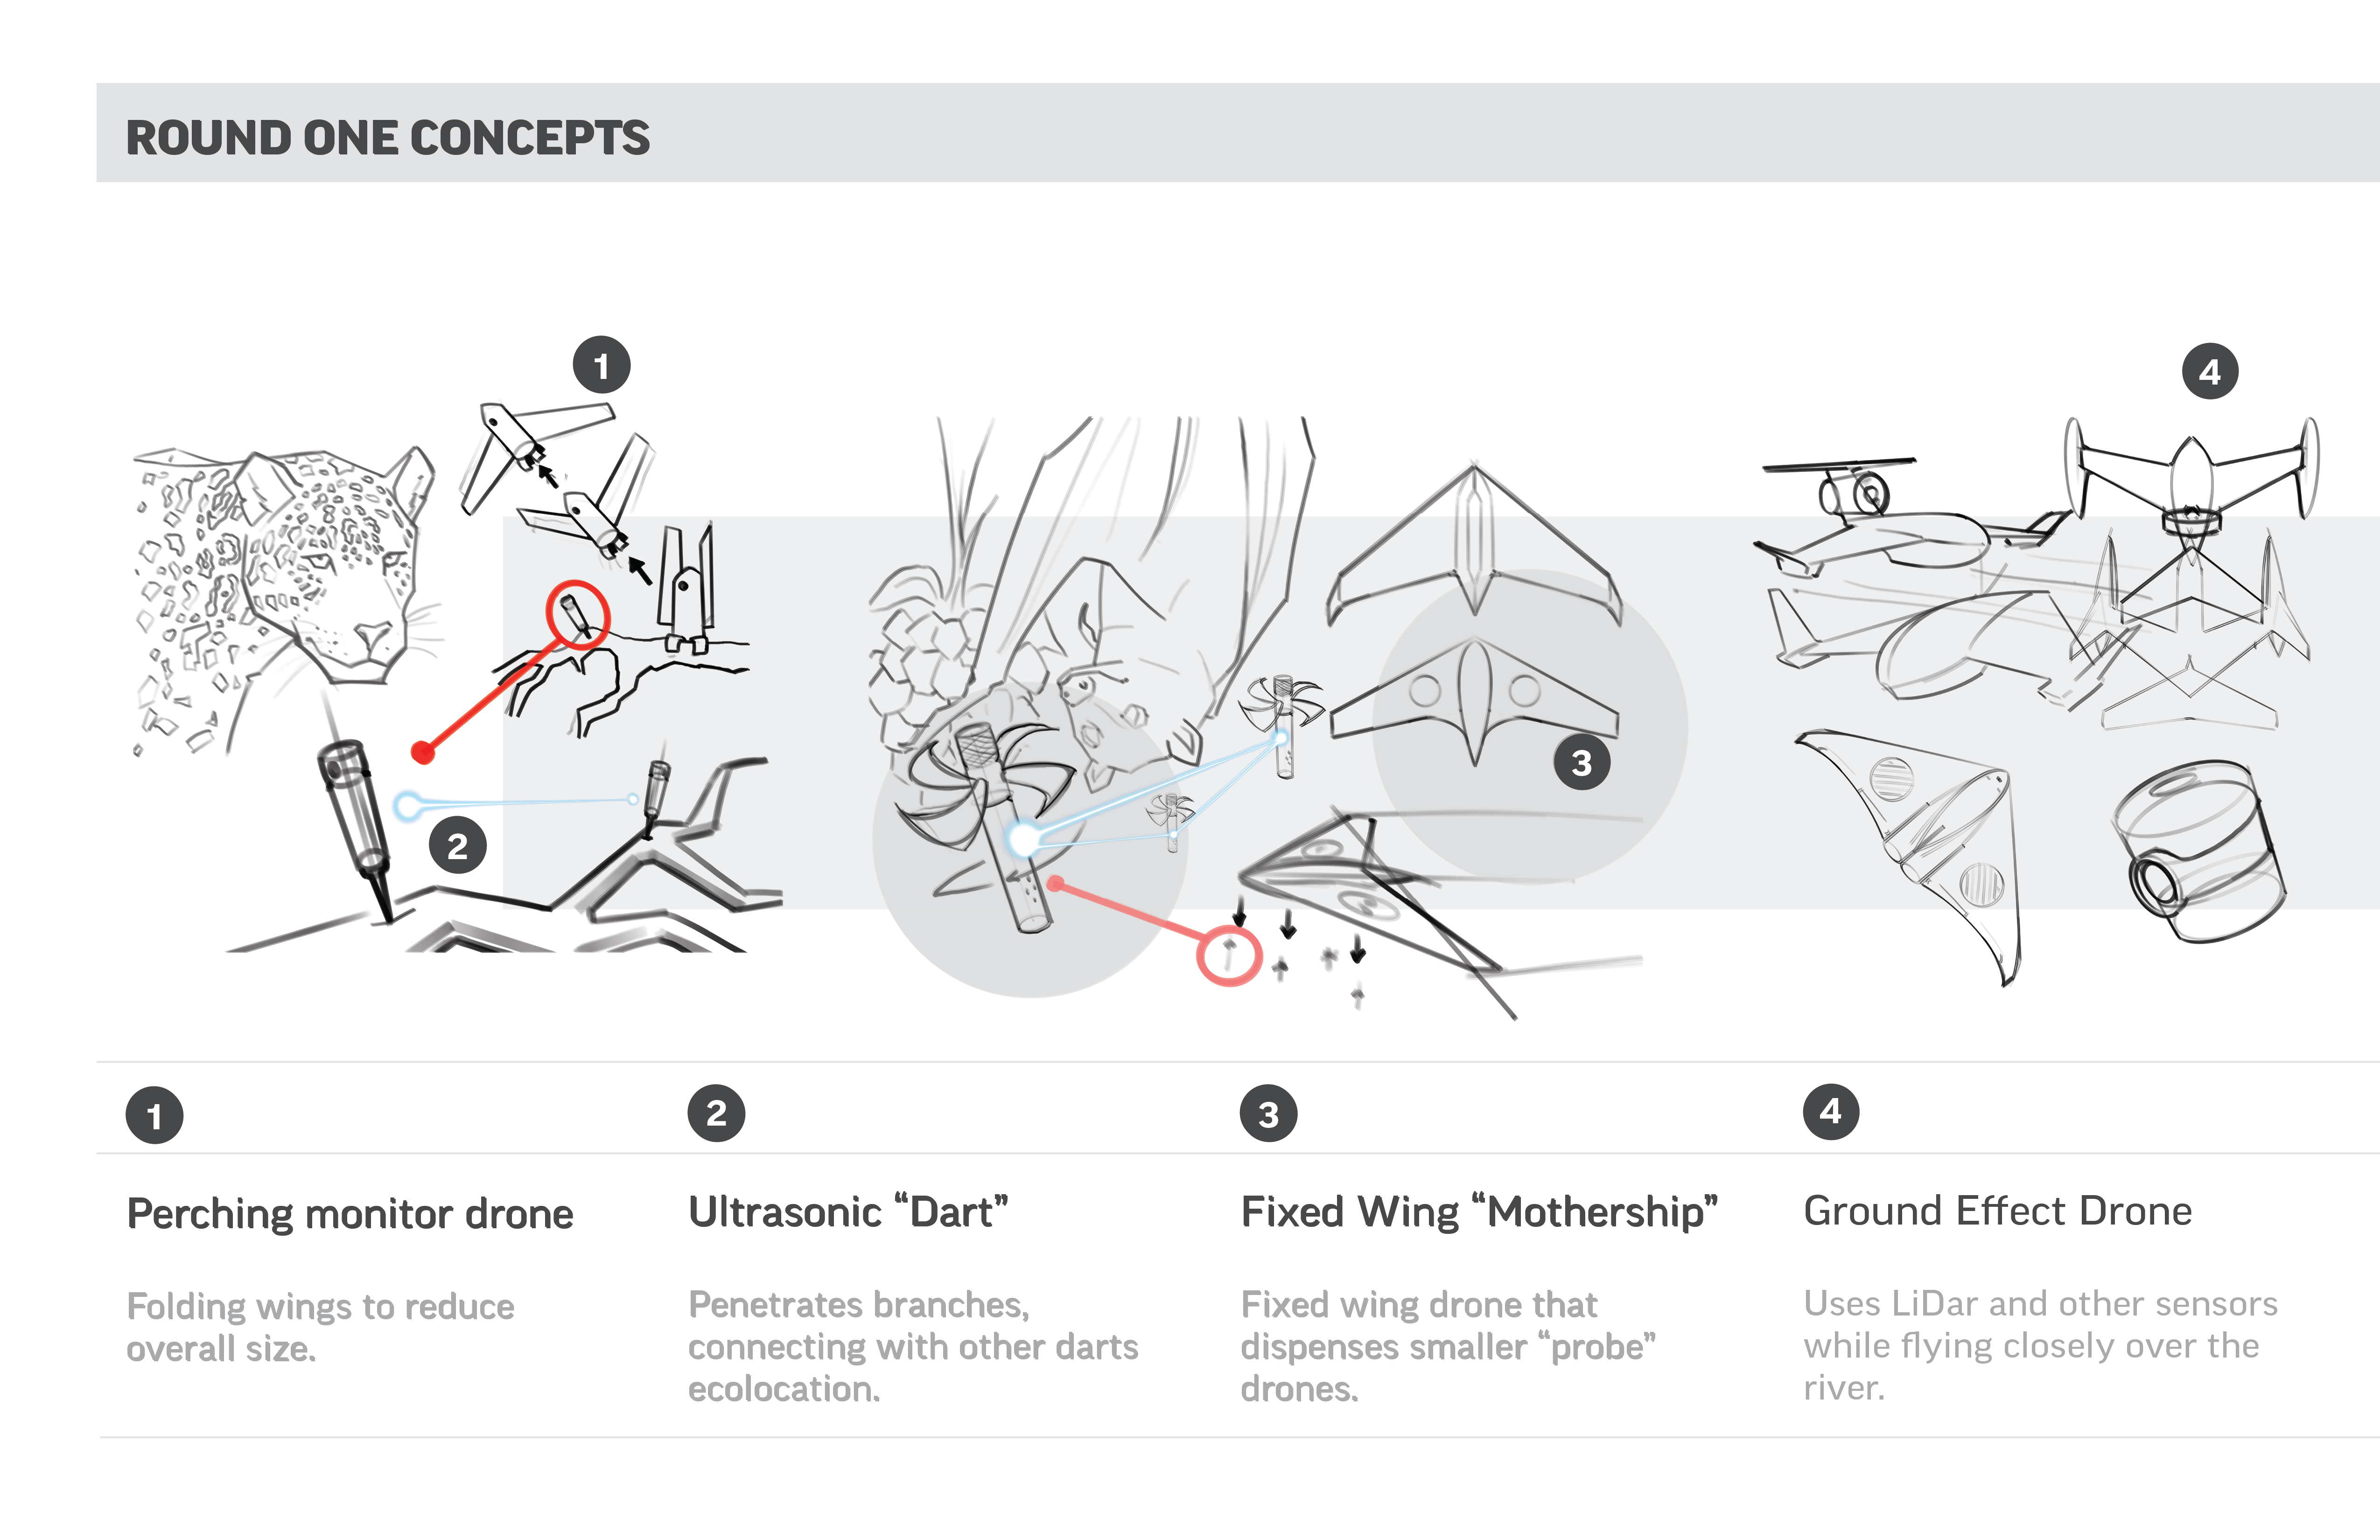 ROUND ONE CONCEPTS
1
4
3
2
1
2
3
4
Perching monitor drone
Folding wings to reduce
overall size.
Ultrasonic “Dart”
Penetrates branches,
connecting with other darts
ecolocation.
Fixed Wing “Mothership”
Fixed wing drone that
dispenses smaller “probe”
drones.
Ground Effect Drone
Uses LiDar and other sensors
while flying closely over the
river.